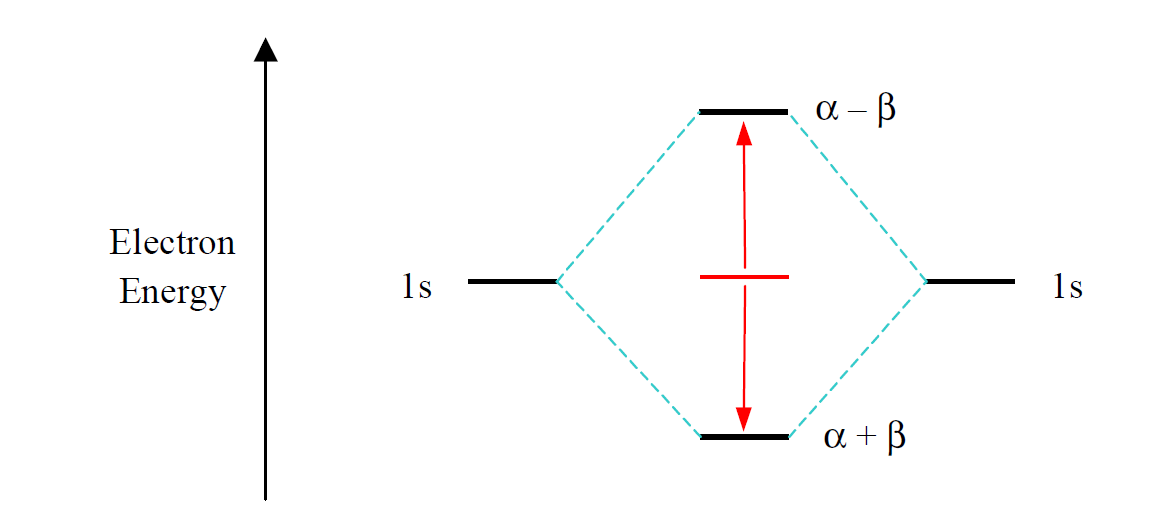 α – β
Electron
Energy
1s
1s
α + β